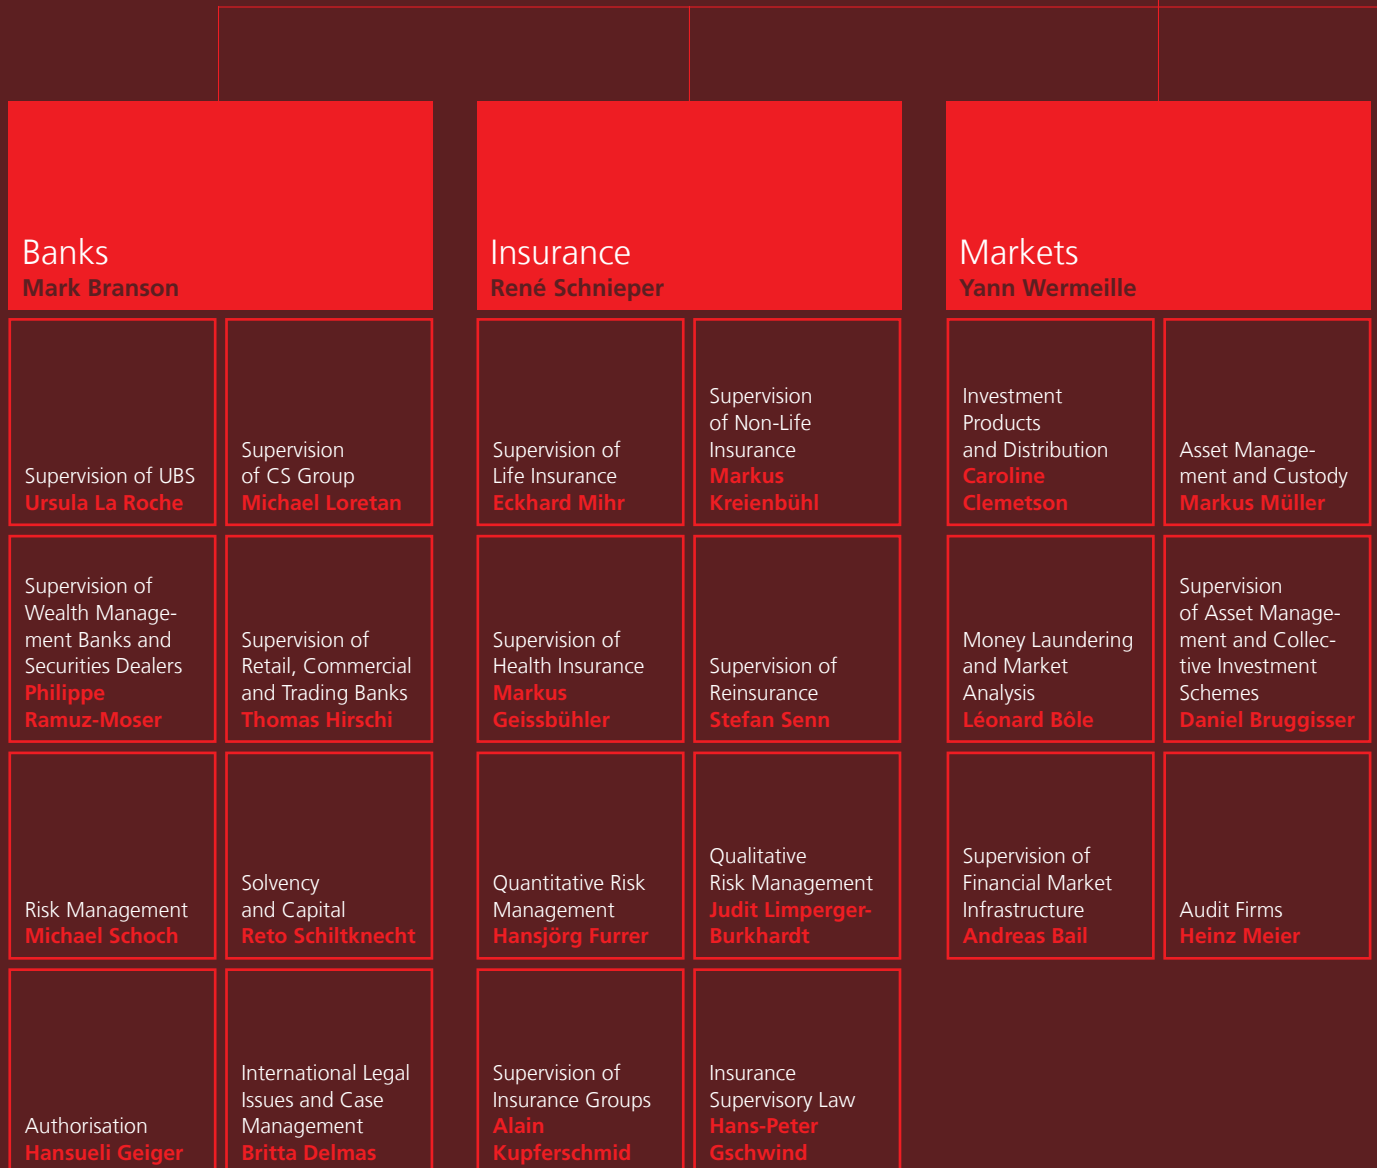 Banks
Mark Branson
Supervision of UBS
Ursula La Roche
Supervision
of CS Group
Michael Loretan
Supervision of
Wealth Manage-
ment Banks and
Securities Dealers
Philippe
Ramuz-Moser
Supervision of
Retail, Commercial
and Trading Banks
Thomas Hirschi
Risk Management
Michael Schoch
Solvency
and Capital
Reto Schiltknecht
Authorisation
Hansueli Geiger
International Legal
Issues and Case
Management
Britta Delmas
Insurance
René Schnieper
Supervision of
Life Insurance
Eckhard Mihr
Supervision
of Non-Life
Insurance
Markus
Kreienbühl
Supervision of
Health Insurance
Markus
Geissbühler
Supervision of
Reinsurance
Stefan Senn
Quantitative Risk
Management
Hansjörg Furrer
Qualitative
Risk Management
Judit Limperger-
Burkhardt
Supervision of
Insurance Groups
Alain
Kupferschmid
Insurance
Supervisory Law
Hans-Peter
Gschwind
Markets
Yann Wermeille
Investment
Products
and Distribution
Caroline
Clemetson
Asset Manage-
ment and Custody
Markus Müller
Money Laundering
and Market
Analysis
Léonard Bôle
Supervision
of Asset Manage-
ment and Collec-
tive Investment
Schemes
Daniel Bruggisser
Supervision of
Financial Market
Infrastructure
Andreas Bail
Audit Firms
Heinz Meier